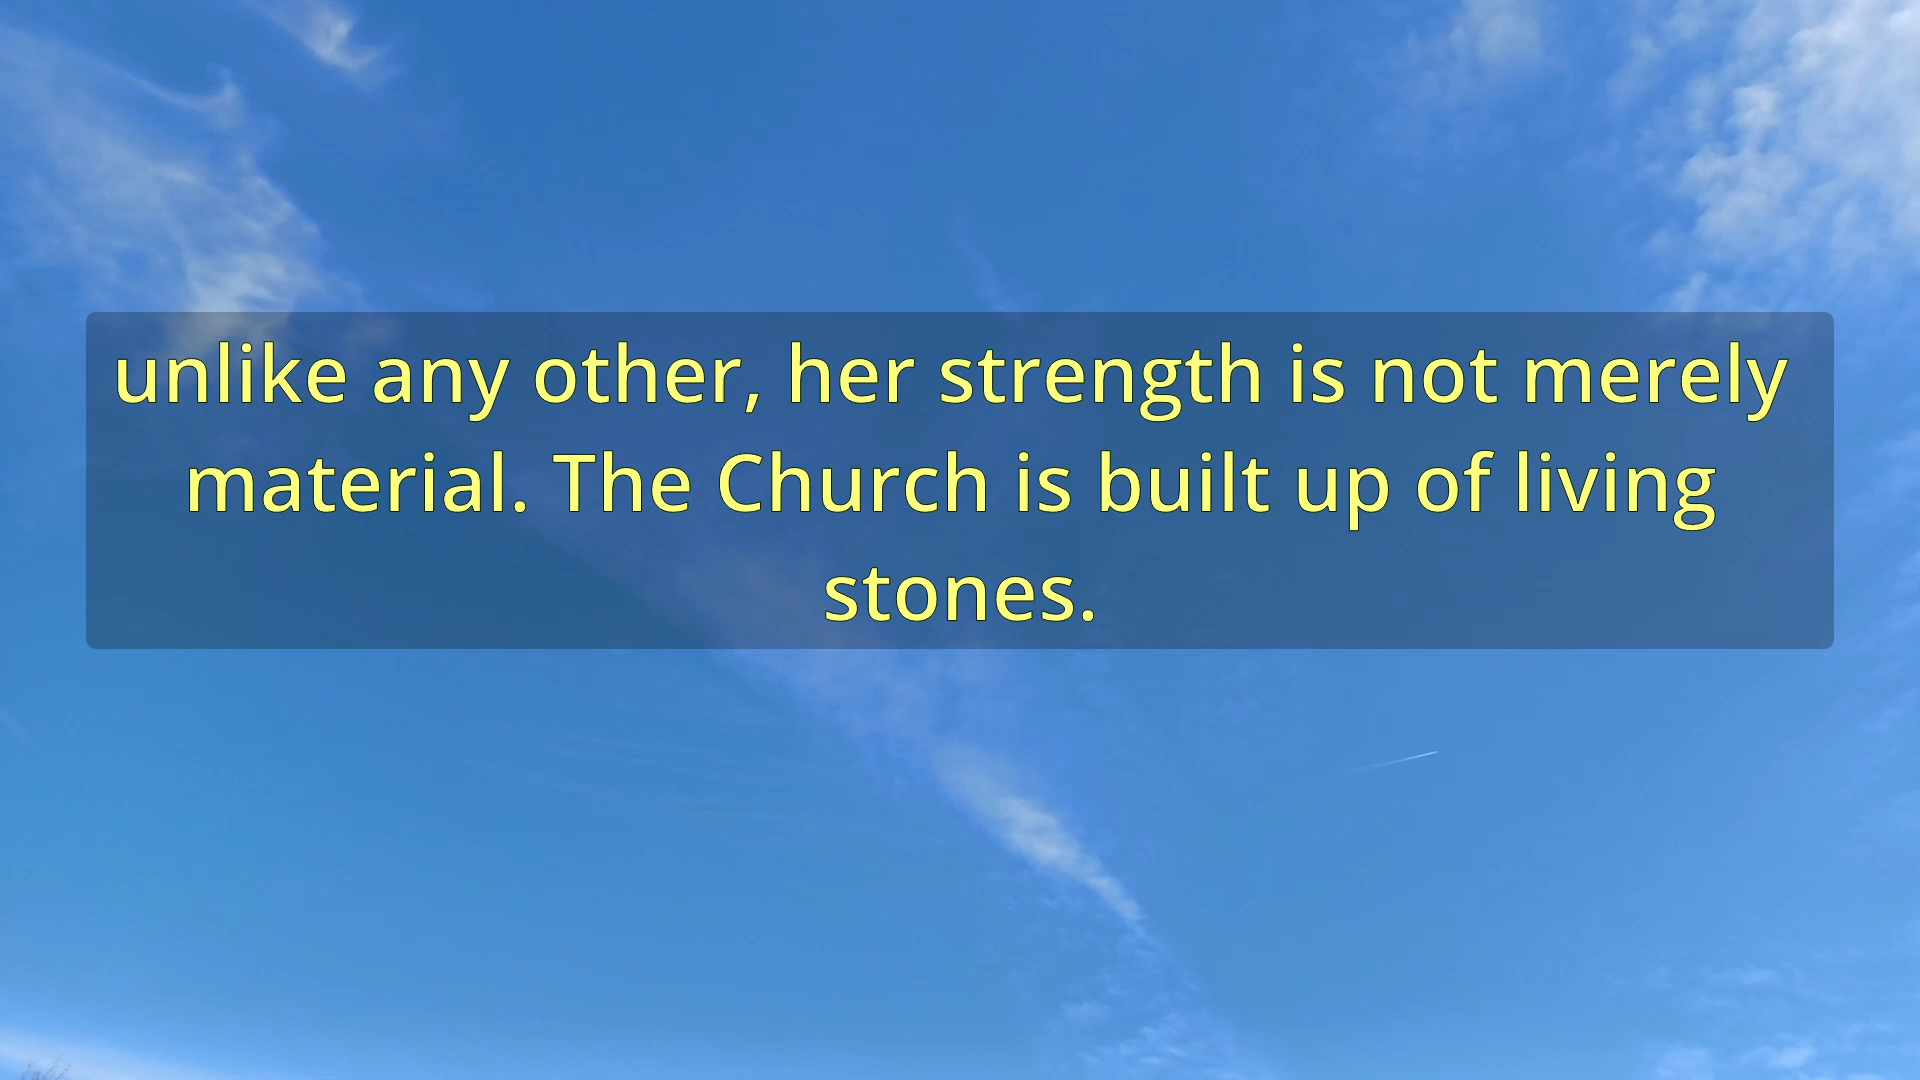 unlike any other, her strength is not merely
material. The Church is built up of living
stones.